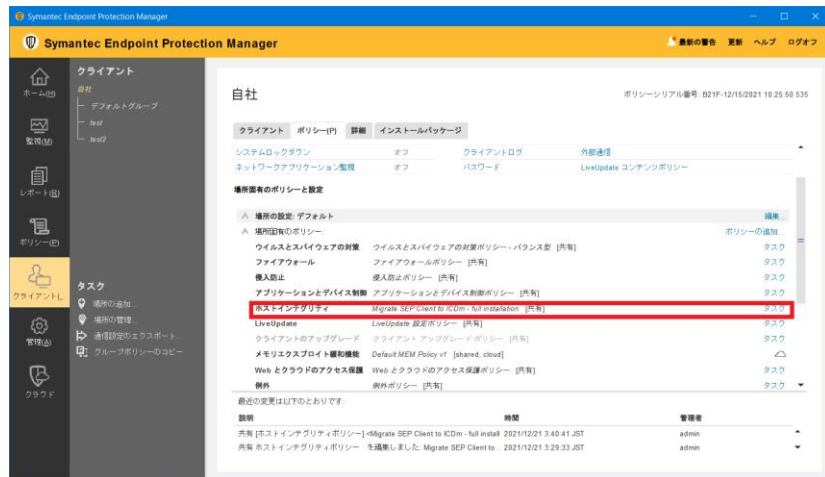 Symantec Endpoint Protection Manager
Symantec Endpoint Protection Manager
最新の警告 更新 ヘルプ ログオフ
ホーム(H)
監視(M)
レポート(R)
ポリシー(P)
クライアント(...
管理(A)
クラウド
クライアント
自社
デフォルトグループ
test
test2
タスク
場所の追加...
場所の管理...
通信設定のエクスポート...
グループポリシーのコピー
自社
ポリシーシリアル番号: B21F-12/15/2021 10:25:50 535
クライアント ポリシー(P) 詳細 インストールパッケージ
システムロックダウン オフ クライアントログ 外部通信
ネットワークアプリケーション監視 オフ パスワード LiveUpdate コンテンツポリシー
場所固有のポリシーと設定
場所の設定: デフォルト 編集...
場所固有のポリシー: ポリシーの追加...
ウイルスとスパイウェアの対策 ウイルスとスパイウェアの対策ポリシー - バランス型 [共有] タスク
ファイアウォール ファイアウォールポリシー [共有] タスク
侵入防止 侵入防止ポリシー [共有] タスク
アプリケーションとデバイス制御 アプリケーションとデバイス制御ポリシー [共有] タスク
ホストインテグリティ Migrate SEP Client to ICDm - full installation [共有] タスク
LiveUpdate LiveUpdate 設定ポリシー [共有] タスク
クライアントのアップグレード クライアント アップグレードポリシー [共有] タスク
メモリエクスプロイト緩和機能 Default MEM Policy v1 [shared, cloud]
Web とクラウドのアクセス保護 Web とクラウドのアクセス保護ポリシー [共有] タスク
例外 例外ポリシー [共有] タスク
最近の変更は以下のとおりです:
説明 時間 管理者
共有 [ホストインテグリティポリシー] <Migrate SEP Client to ICDm - full install 2021/12/21 3:40:41 JST admin
共有 ホストインテグリティポリシー を編集しました: Migrate SEP Client to ... 2021/12/21 3:29:33 JST admin